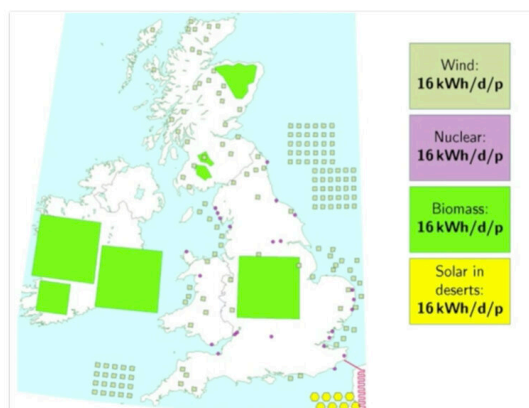 Wind:
16 kWh/d/p
Nuclear:
16 kWh/d/p
Biomass:
16 kWh/d/p
Solar in
deserts:
16 kWh/d/p